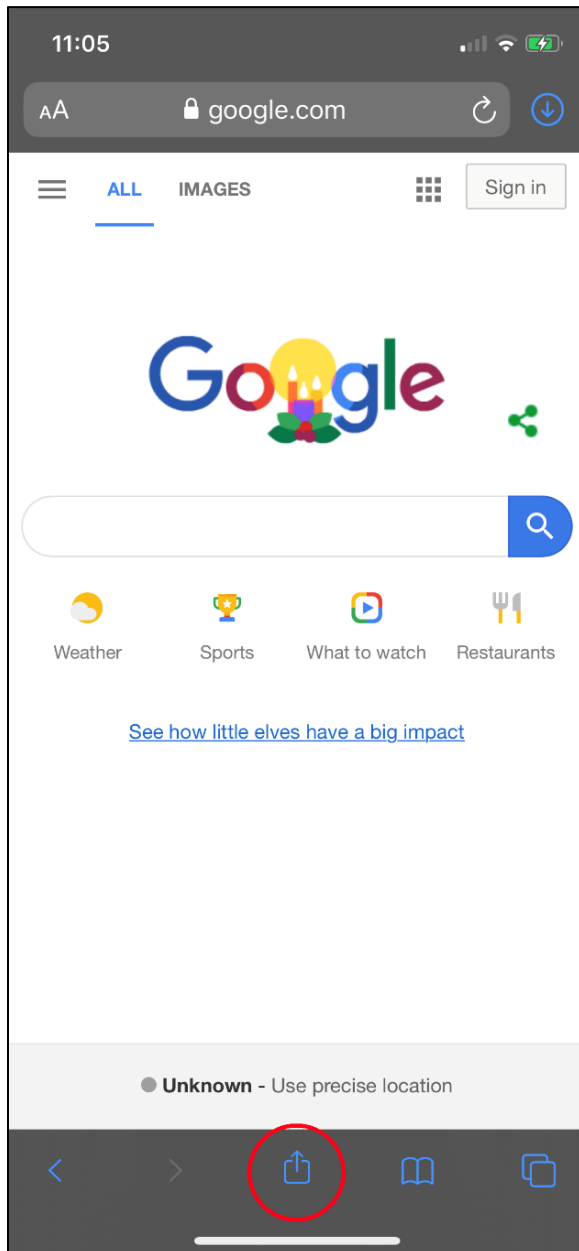 11:05
AA google.com
ALL IMAGES Sign in
Google
Weather Sports What to watch Restaurants
See how little elves have a big impact
Unknown - Use precise location